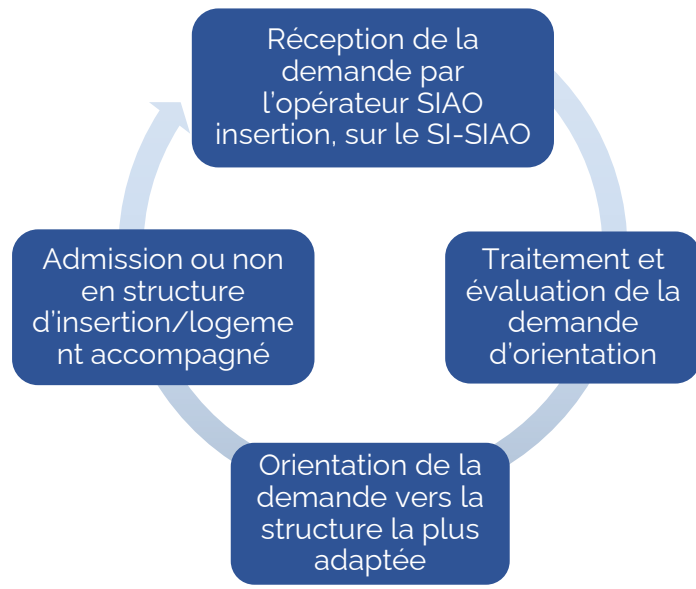 Réception de la
demande par
l'opérateur SIAO
insertion, sur le SI-SIAO
Traitement et
évaluation de la
demande
d'orientation
Orientation de la
demande vers la
structure la plus
adaptée
Admission ou non
en structure
d'insertion/logeme
nt accompagné